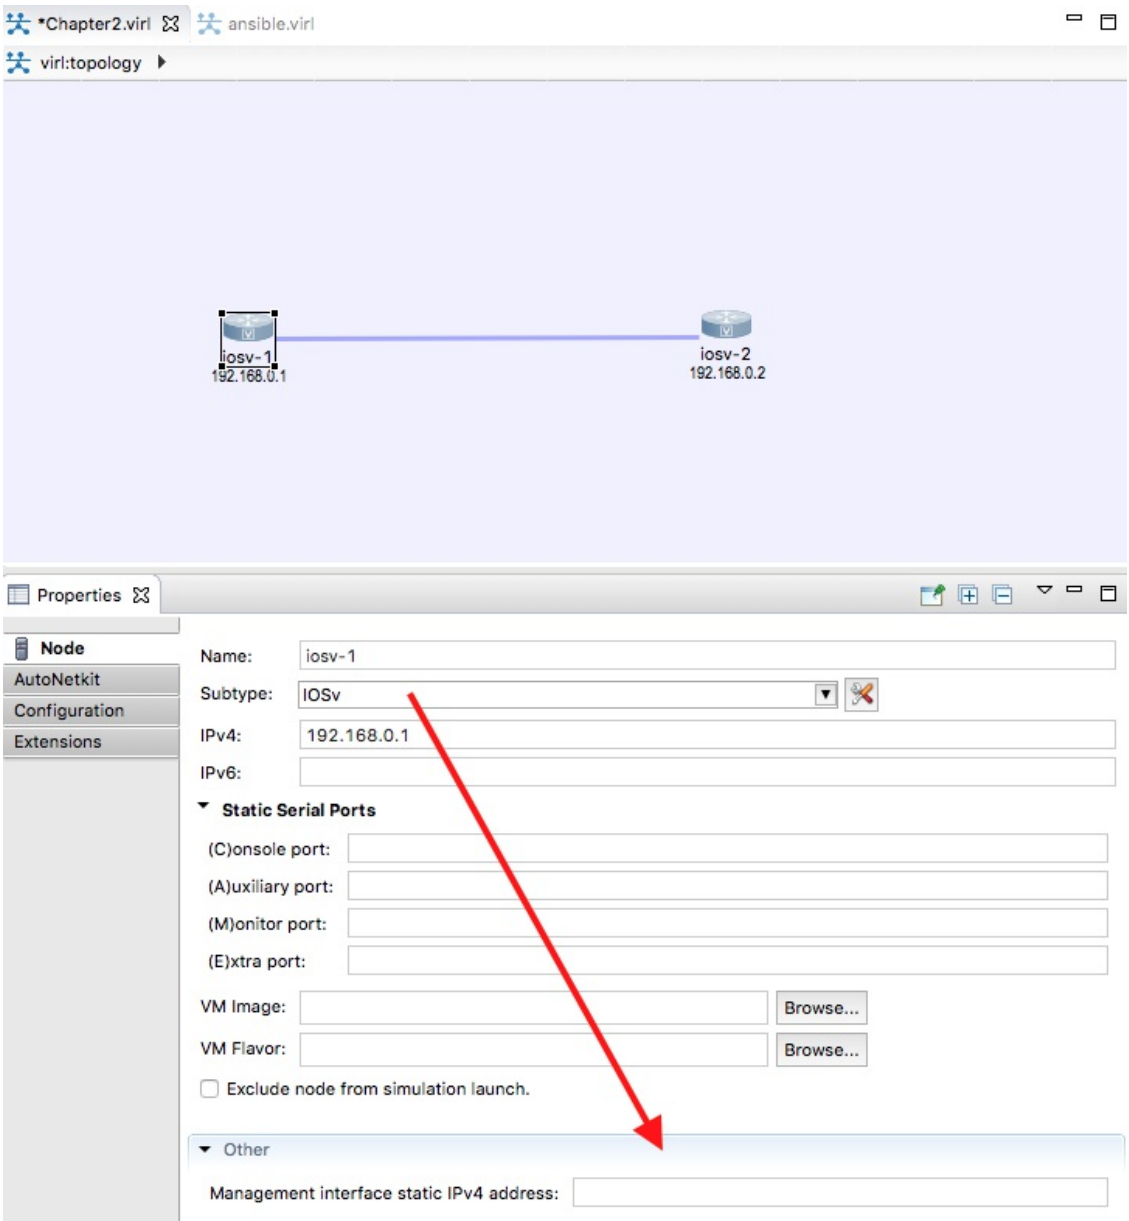 *Chapter2.virl ansible.virl
virl:topology
iosv-1
192.168.0.1
iosv-2
192.168.0.2
Properties
Node
AutoNetkit
Configuration
Extensions
Name: iosv-1
Subtype: IOSv
IPv4: 192.168.0.1
IPv6:
Static Serial Ports
(C)onsole port:
(A)uxiliary port:
(M)onitor port:
(E)xtra port:
VM Image: Browse...
VM Flavor: Browse...
Exclude node from simulation launch.
Other
Management interface static IPv4 address: